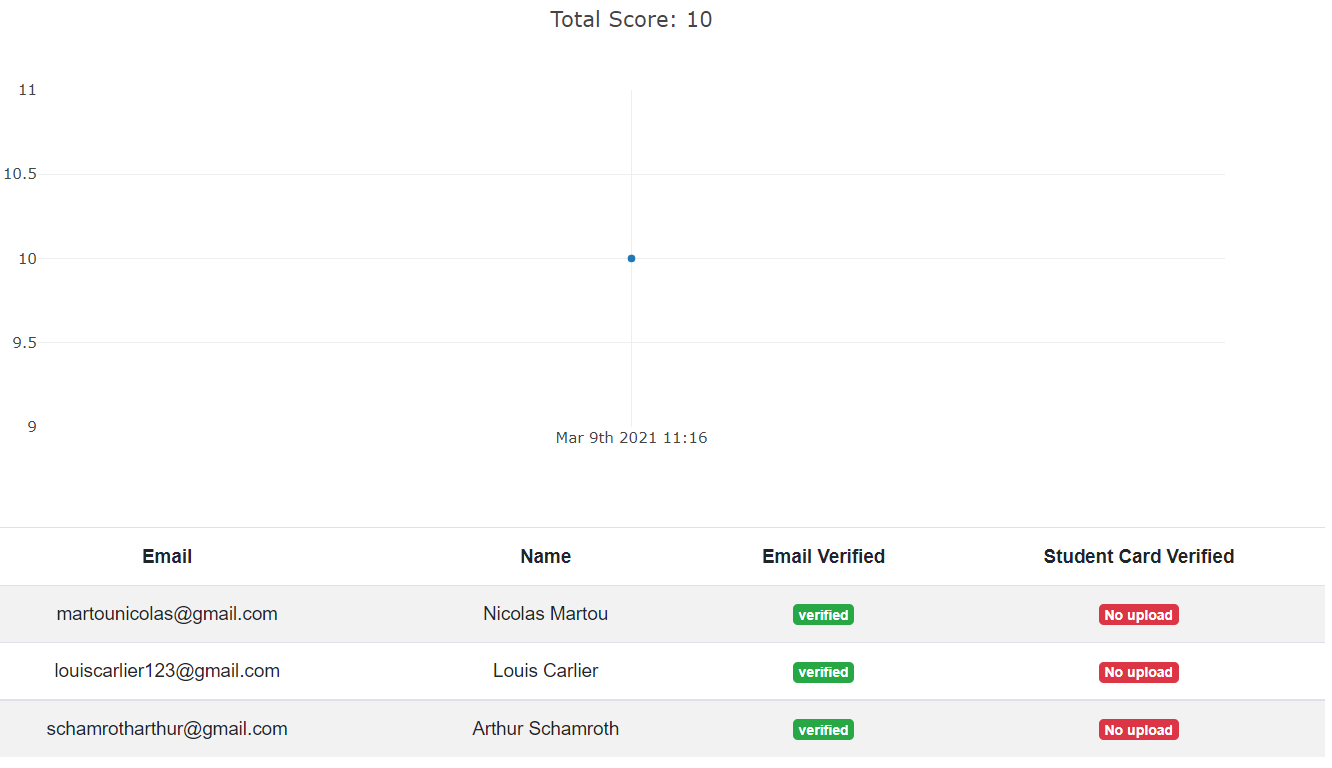 Total Score: 10
11
10.5
10
9.5
9
Mar 9th 2021 11:16
Email Name Email Verified Student Card Verified
martounicolas@gmail.com Nicolas Martou verified No upload
louiscarlier123@gmail.com Louis Carlier verified No upload
schamrotharthur@gmail.com Arthur Schamroth verified No upload